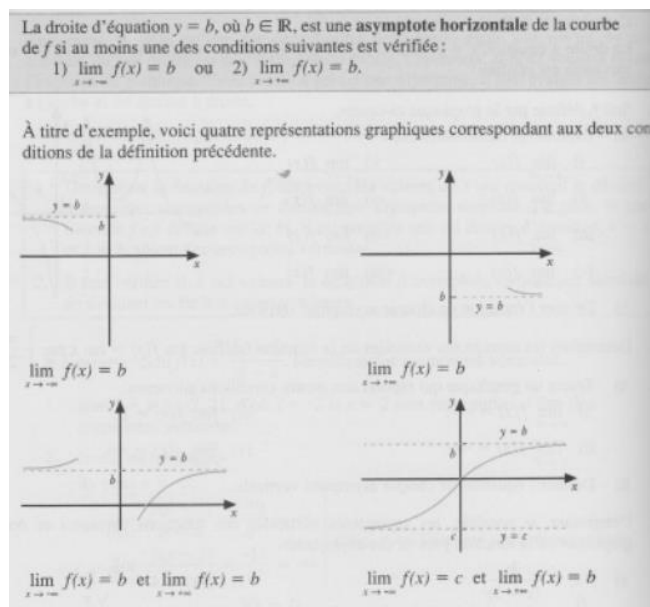 La droite d'équation y = b, où b ∈ ℝ, est une asymptote horizontale de la courbe
de f si au moins une des conditions suivantes est vérifiée :
1) lim f(x) = b ou 2) lim f(x) = b.
x → −∞ x → +∞
À titre d'exemple, voici quatre représentations graphiques correspondant aux deux con
ditions de la définition précédente.
y
y = b
b
x
y
x
b
y = b
lim f(x) = b
x → −∞
lim f(x) = b
x → +∞
y
y = b
b
x
y
y = b
b
x
c
y = c
lim f(x) = b et lim f(x) = b
x → −∞ x → +∞
lim f(x) = c et lim f(x) = b
x → −∞ x → +∞